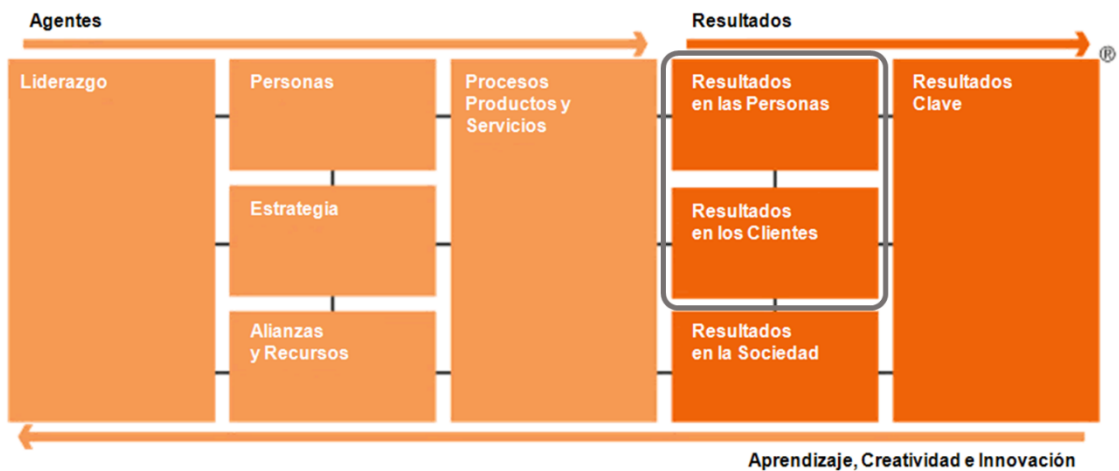 Agentes
Resultados
®
Liderazgo
Personas
Procesos
Productos y
Servicios
Resultados
en las Personas
Resultados
Clave
Estrategia
Resultados
en los Clientes
Alianzas
y Recursos
Resultados
en la Sociedad
Aprendizaje, Creatividad e Innovación